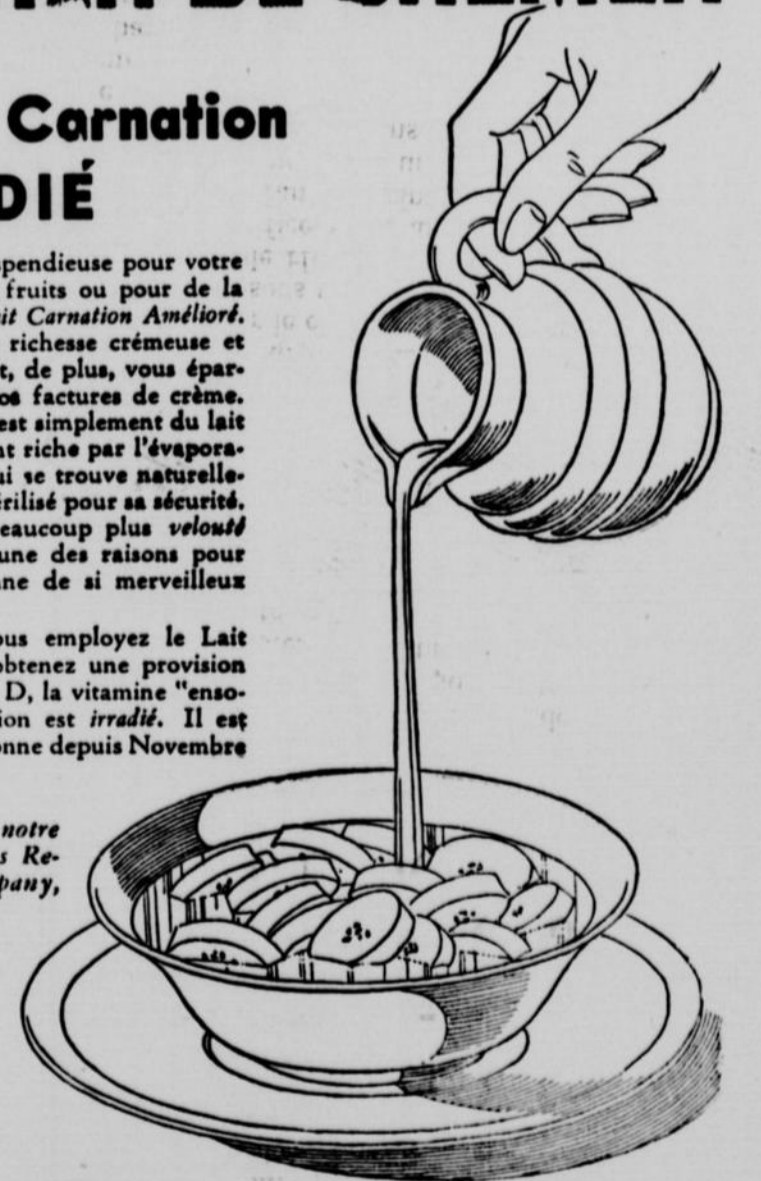 Carnation
DIÉ
spendieuse pour votre
fruits ou pour de la
it Carnation Amélioré.
richesse crémeuse et
t, de plus, vous épar-
os factures de crème.
est simplement du lait
nt riche par l'évapora-
ui se trouve naturelle-
érilisé pour sa sécurité.
eaucoup plus velouté
une des raisons pour
ne de si merveilleux
ous employez le Lait
obtenez une provision
D, la vitamine "enso-
ion est irradié. Il est
onne depuis Novembre
notre
s Re-
pany,